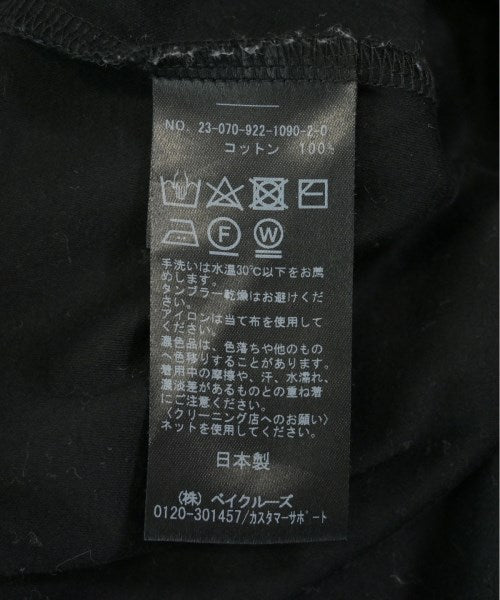 NO. 23-070-922-1090-2-0
コットン 100%
F W
手洗いは水温30℃以下をお薦
めします。
タンブラー乾燥はお避けくだ
さい。
アイロンは当て布を使用して
ください。
濃色品は、色落ちや他のもの
へ色移りすることがあります。
着用中の摩擦や、汗、水濡れ、
濃淡差があるものとの重ね着
にご注意ください。
〈クリーニング店へのお願い〉
ネットを使用してください。
日本製
(株) ベイクルーズ
0120-301457/カスタマーサポート